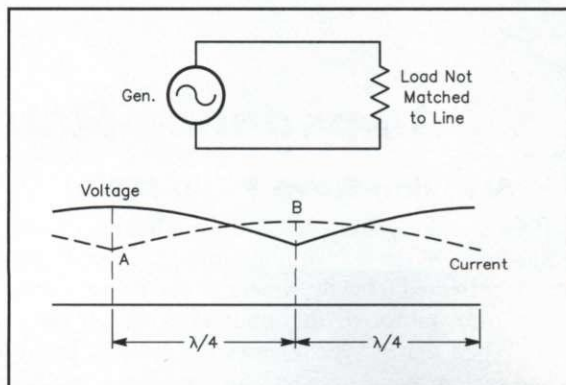 Gen.
Load Not
Matched
to Line
Voltage
B
A
Current
λ/4
λ/4